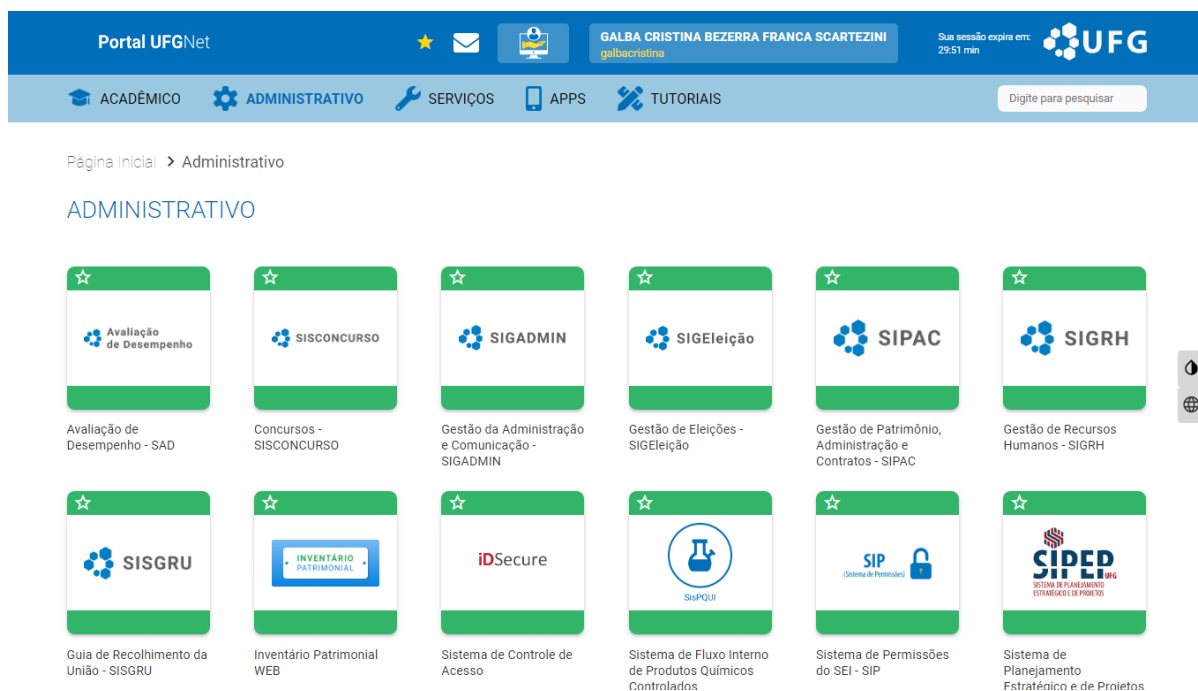 Portal UFGNet
GALBA CRISTINA BEZERRA FRANCA SCARTEZINI
galbacristina
Sua sessão expira em:
29:51 min
UFG
ACADÊMICO
ADMINISTRATIVO
SERVIÇOS
APPS
TUTORIAIS
Digite para pesquisar
Página Inicial > Administrativo
ADMINISTRATIVO
Avaliação
de Desempenho
SISCONCURSO
SIGADMIN
SIGEleição
SIPAC
SIGRH
Avaliação de
Desempenho - SAD
Concursos -
SISCONCURSO
Gestão da Administração
e Comunicação -
SIGADMIN
Gestão de Eleições -
SIGEleição
Gestão de Patrimônio,
Administração e
Contratos - SIPAC
Gestão de Recursos
Humanos - SIGRH
SISGRU
INVENTÁRIO
PATRIMONIAL
iDSecure
SisPQUI
SIP
(Sistema de Permissões)
SIPEP UFG
SISTEMA DE PLANEJAMENTO
ESTRATÉGICO E DE PROJETOS
Guia de Recolhimento da
União - SISGRU
Inventário Patrimonial
WEB
Sistema de Controle de
Acesso
Sistema de Fluxo Interno
de Produtos Químicos
Controlados
Sistema de Permissões
do SEI - SIP
Sistema de
Planejamento
Estratégico e de Projetos